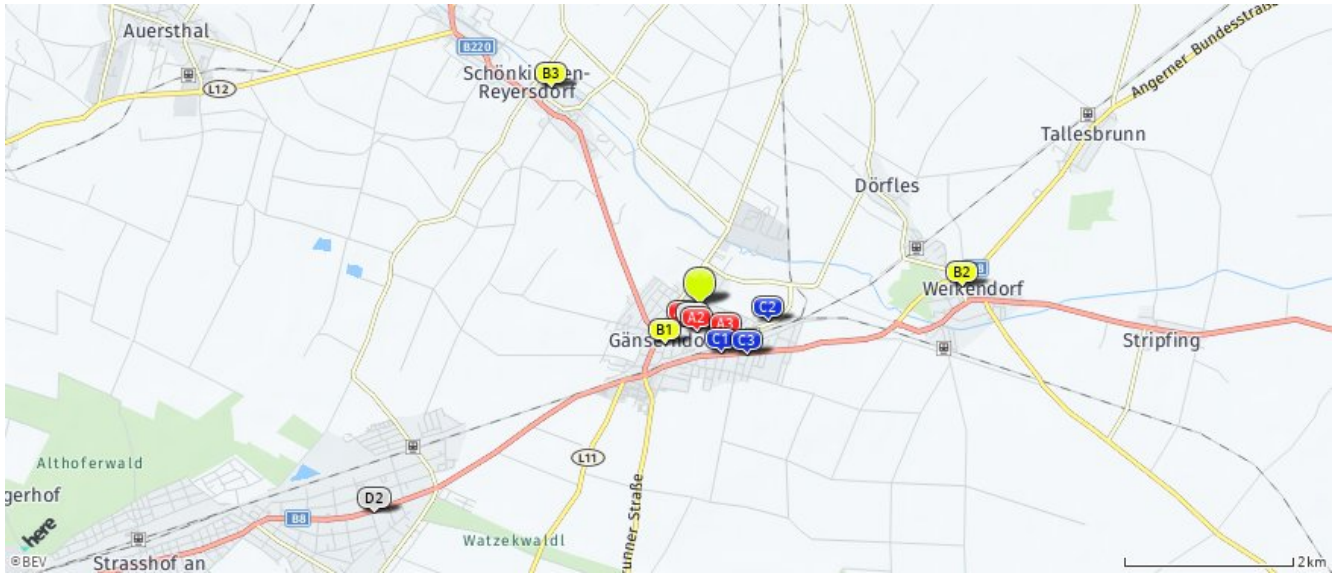 Auersthal
B220
Schönkirchen-
Reyersdorf
B3
L12
Angerner Bundesstraße
Tallesbrunn
Dörfles
B2
Weikendorf
C2
A2
A3
B1
C1
C3
Gänserndorf
Stripfing
Althoferwald
L11
D2
B8
here
©BEV
Strasshof an
Watzekwaldl
2km